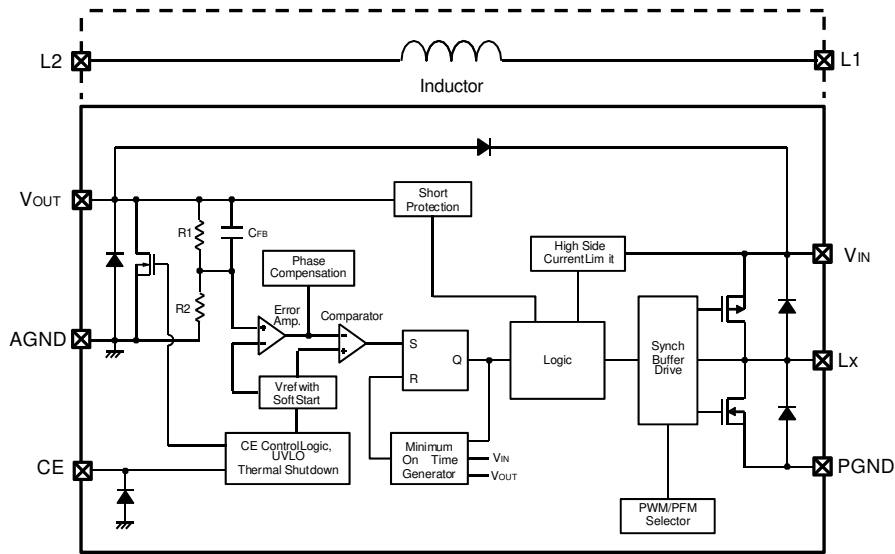 L2
L1
Inductor
VOUT
Short
Protection
R1
CFB
High Side
CurrentLim it
VIN
Phase
Compensation
R2
Error
Amp.
Comparator
AGND
S
Q
R
Logic
Synch
Buffer
Drive
Lx
Vref with
Soft Start
CE
CE Control Logic,
UVLO
Thermal Shutdown
Minimum
On Time
Generator
VIN
VOUT
PGND
PWM/PFM
Selector